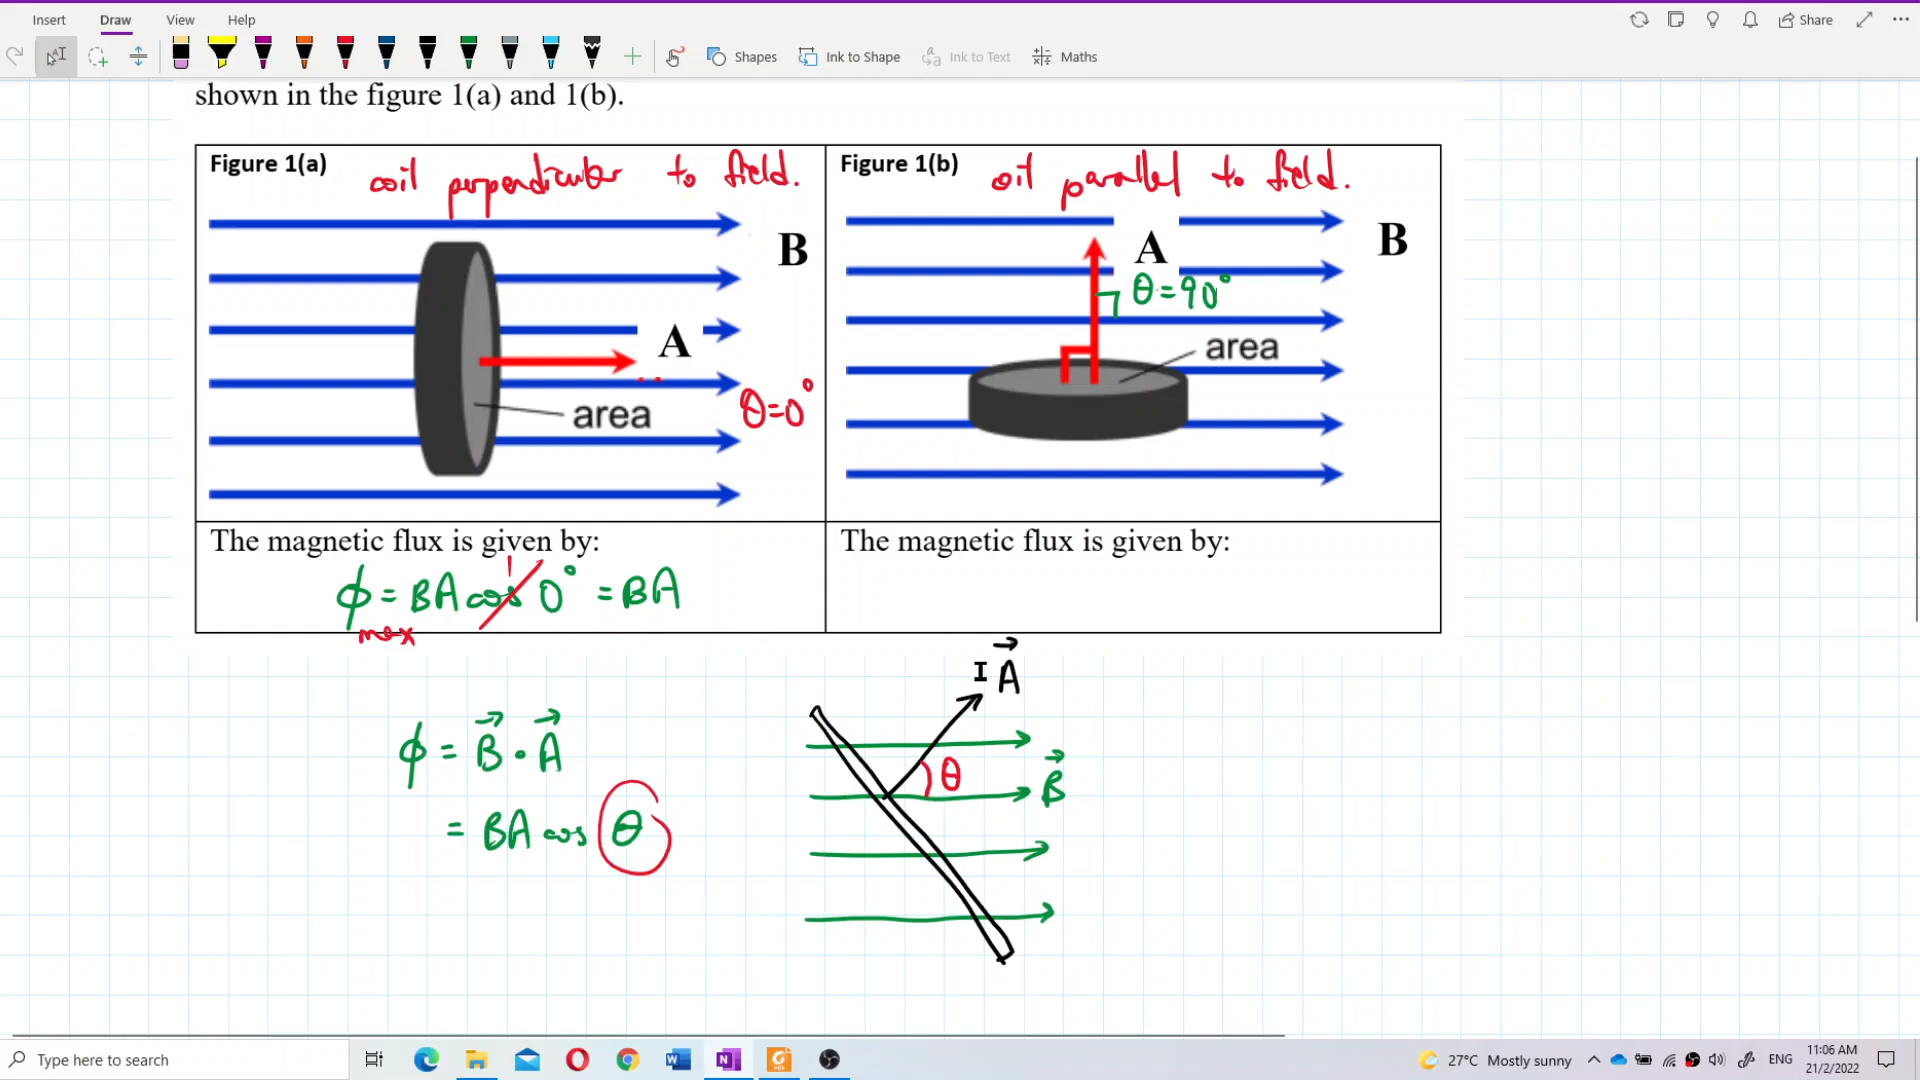 Insert Draw View Help
Share
Shapes Ink to Shape Ink to Text Maths
shown in the figure 1(a) and 1(b).
Figure 1(a) coil perpendicular to field.
B
A
area
θ=0°
The magnetic flux is given by:
ϕ = BA cos 0° = BA
1
max
Figure 1(b) coil parallel to field.
A
B
θ=90°
area
The magnetic flux is given by:
ϕ = B⃗ • A⃗
= BA cos θ
A⃗
θ
B⃗
Type here to search
27°C Mostly sunny
ENG
11:06 AM
21/2/2022